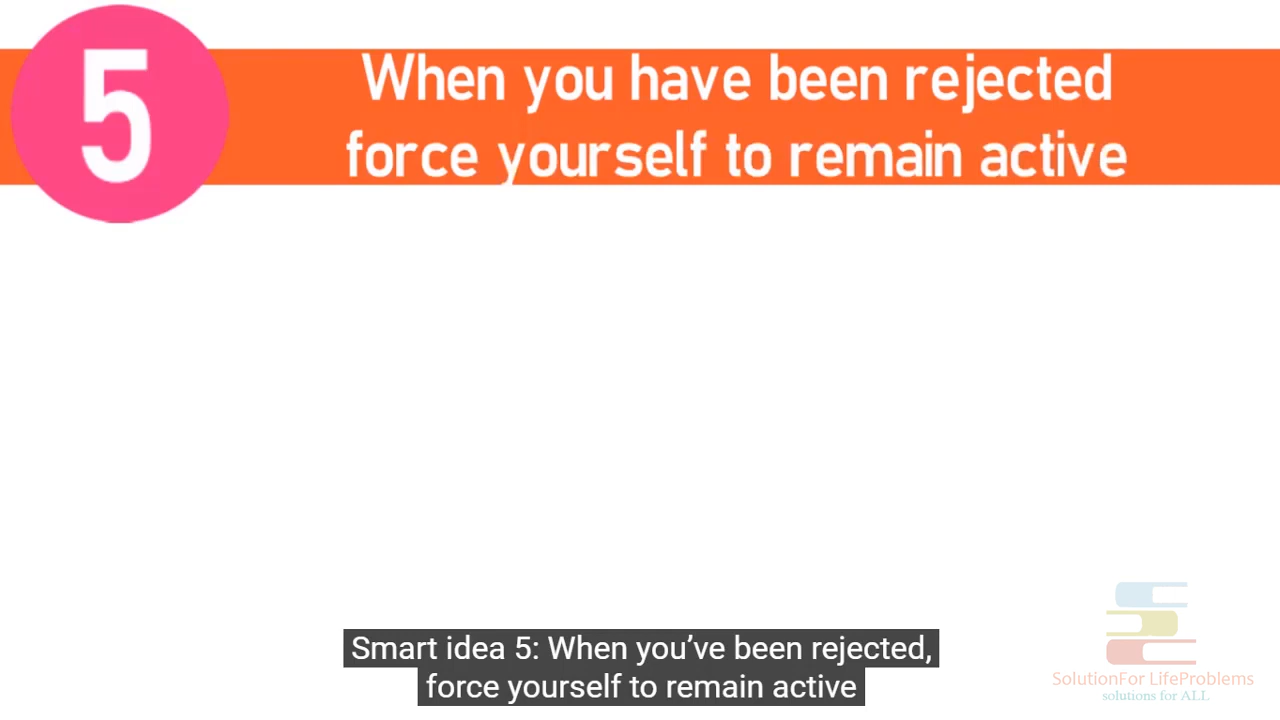 5
When you have been rejected
force yourself to remain active
Smart idea 5: When you’ve been rejected,
force yourself to remain active
SolutionFor LifeProblems
solutions for ALL